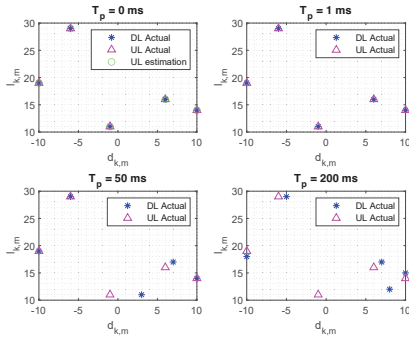 T_p = 0 ms
T_p = 1 ms
30
25
20
15
10
l_k,m
DL Actual
UL Actual
UL estimation
-10
-5
0
5
10
d_k,m
30
25
20
15
10
l_k,m
DL Actual
UL Actual
-10
-5
0
5
10
d_k,m
T_p = 50 ms
T_p = 200 ms
30
25
20
15
10
l_k,m
DL Actual
UL Actual
-10
-5
0
5
10
d_k,m
30
25
20
15
10
l_k,m
DL Actual
UL Actual
-10
-5
0
5
10
d_k,m